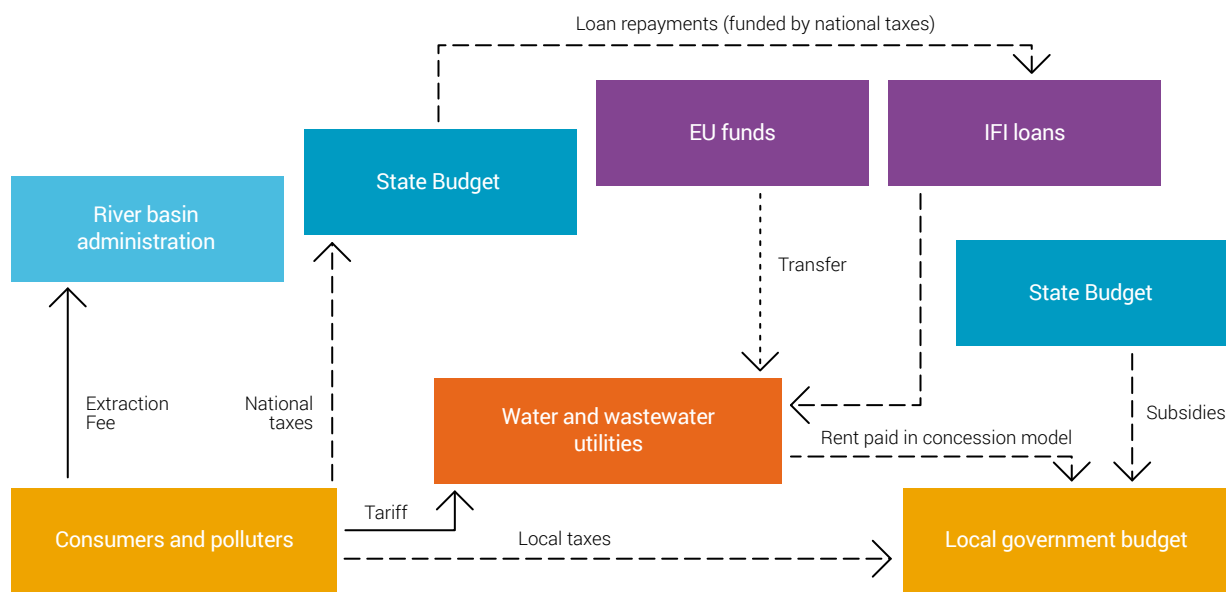 Loan repayments (funded by national taxes)
EU funds
IFI loans
State Budget
River basin
administration
Transfer
State Budget
Extraction
Fee
National
taxes
Water and wastewater
utilities
Rent paid in concession model
Subsidies
Tariff
Consumers and polluters
Local taxes
Local government budget